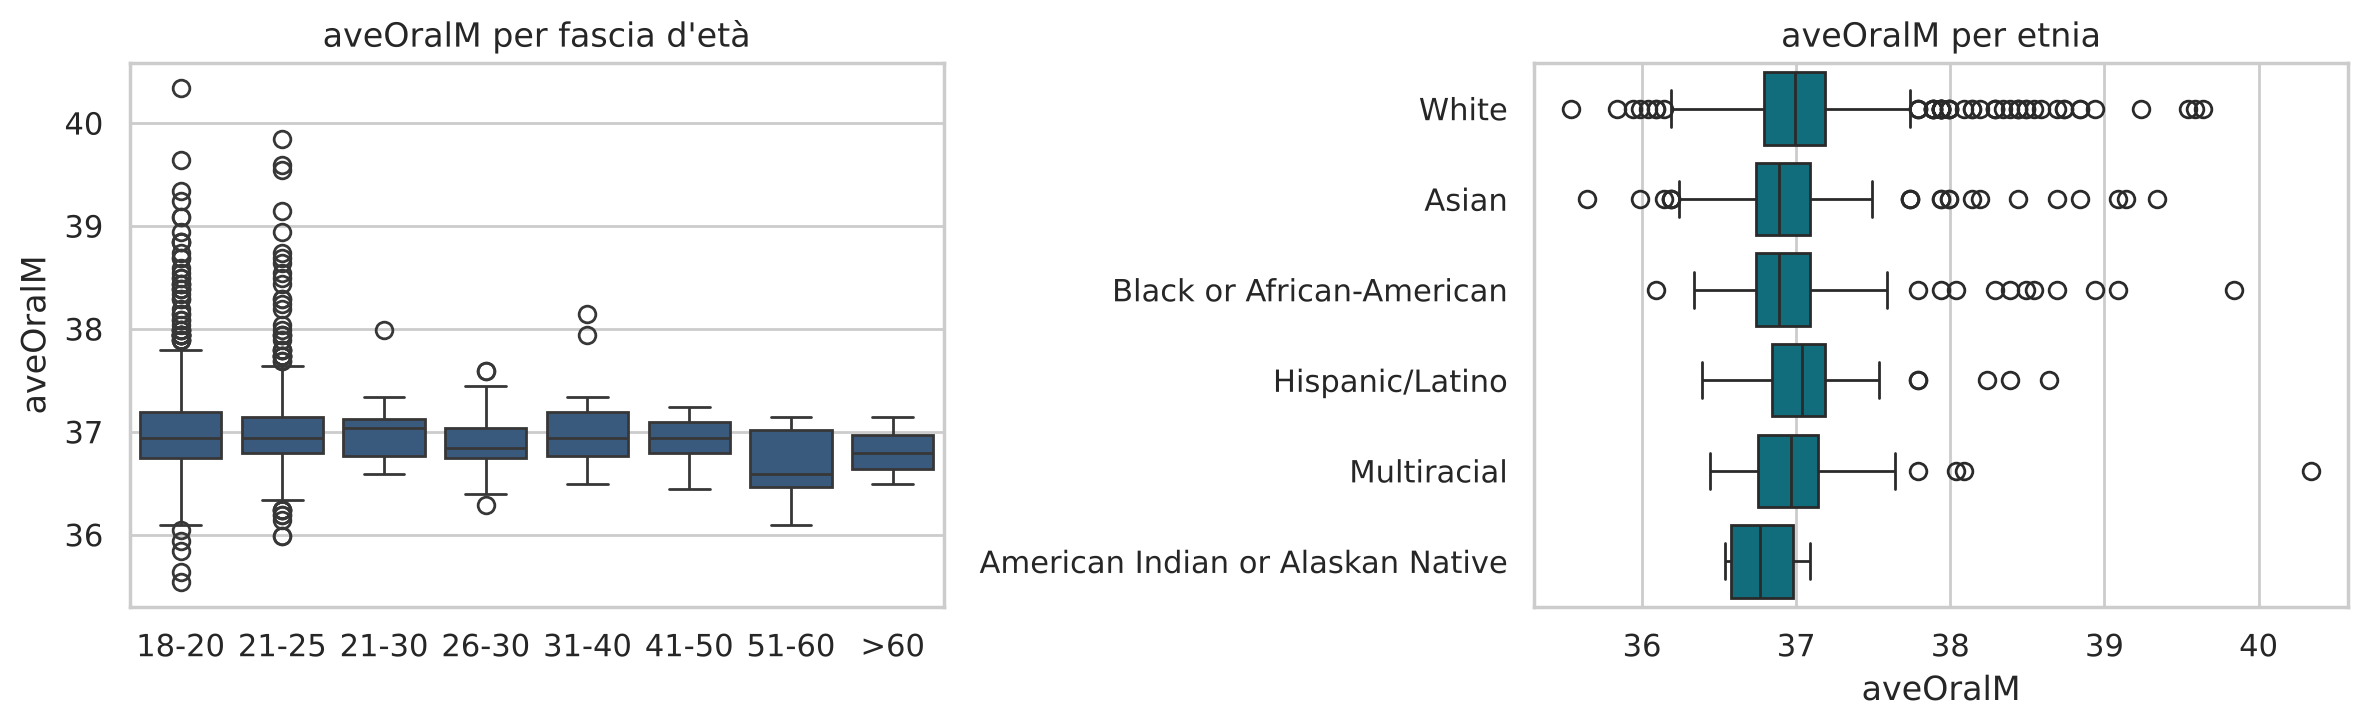 aveOralM per fascia d'età
aveOralM
40
39
38
37
36
18-20 21-25 21-30 26-30 31-40 41-50 51-60 >60
aveOralM per etnia
White
Asian
Black or African-American
Hispanic/Latino
Multiracial
American Indian or Alaskan Native
36 37 38 39 40
aveOralM